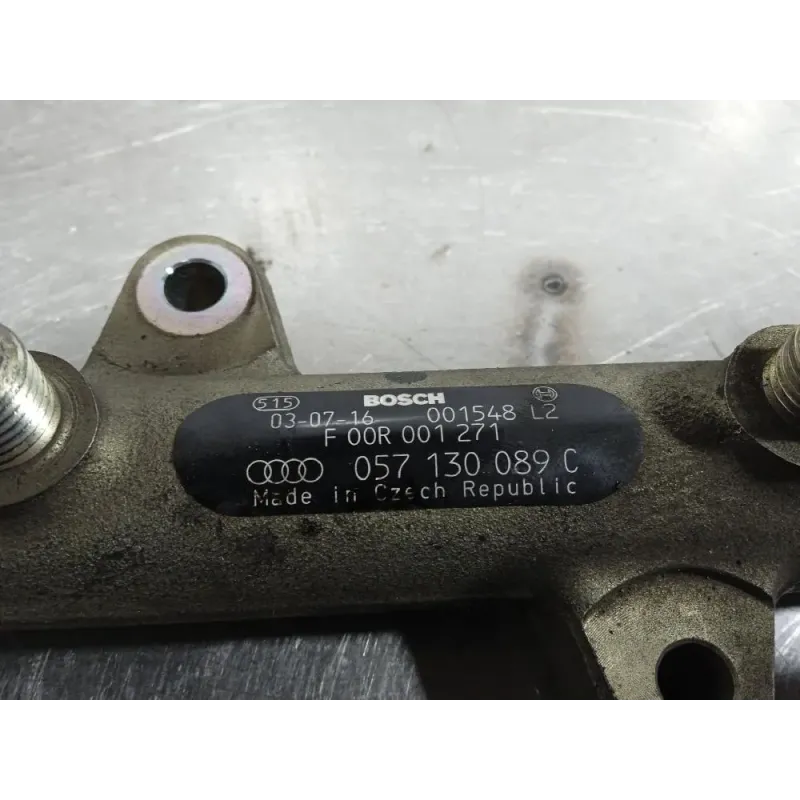 515 BOSCH
03-07-16 001548 L2
F 00R 001 271
057 130 089 C
Made in Czech Republic